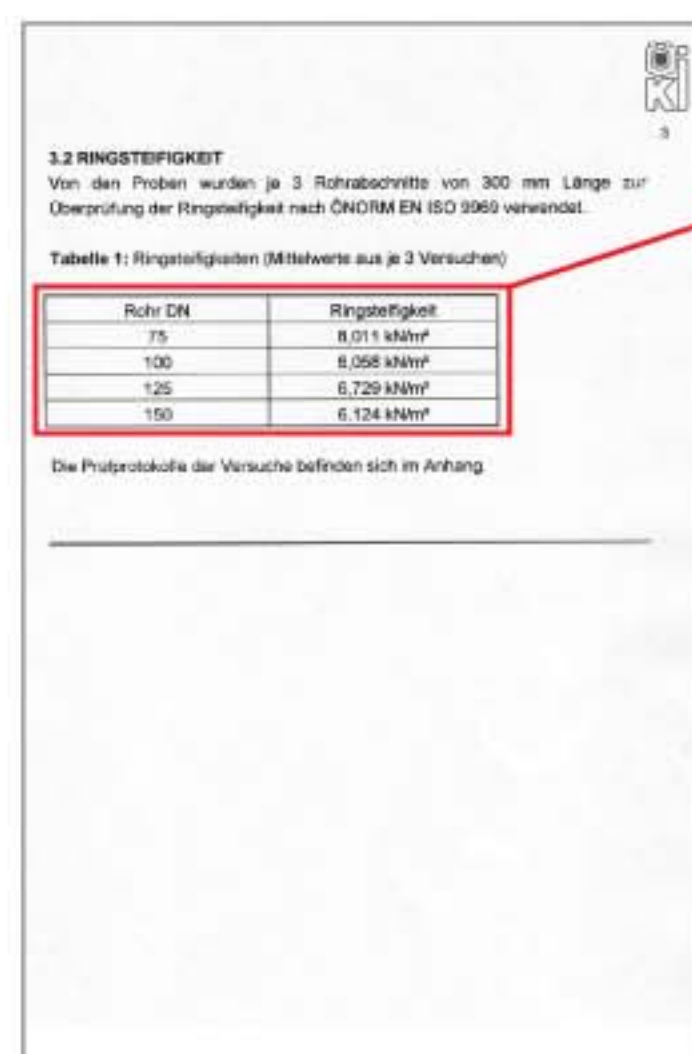 öki
3
3.2 RINGSTEIFIGKEIT
Von den Proben wurden je 3 Rohrabschnitte von 300 mm Länge zur
Überprüfung der Ringsteifigkeit nach ÖNORM EN ISO 9969 verwendet.
Tabelle 1: Ringsteifigkeiten (Mittelwerte aus je 3 Versuchen)
Rohr DN Ringsteifigkeit
75 8,011 kN/m²
100 kN/m²
125 6,729 kN/m²
150 6.124 kN/m²
Die Prüfprotokolle der Versuche befinden sich im Anhang.